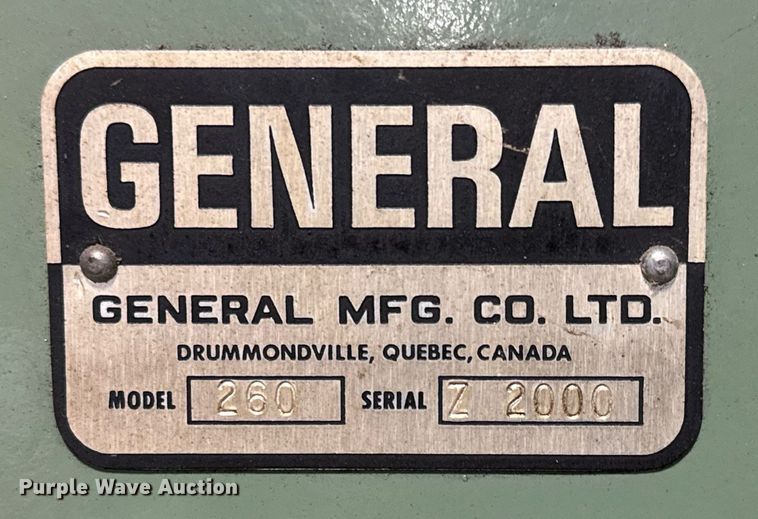 GENERAL
GENERAL MFG. CO. LTD.
DRUMMONDVILLE, QUEBEC, CANADA
MODEL 260 SERIAL Z 2000
Purple Wave Auction